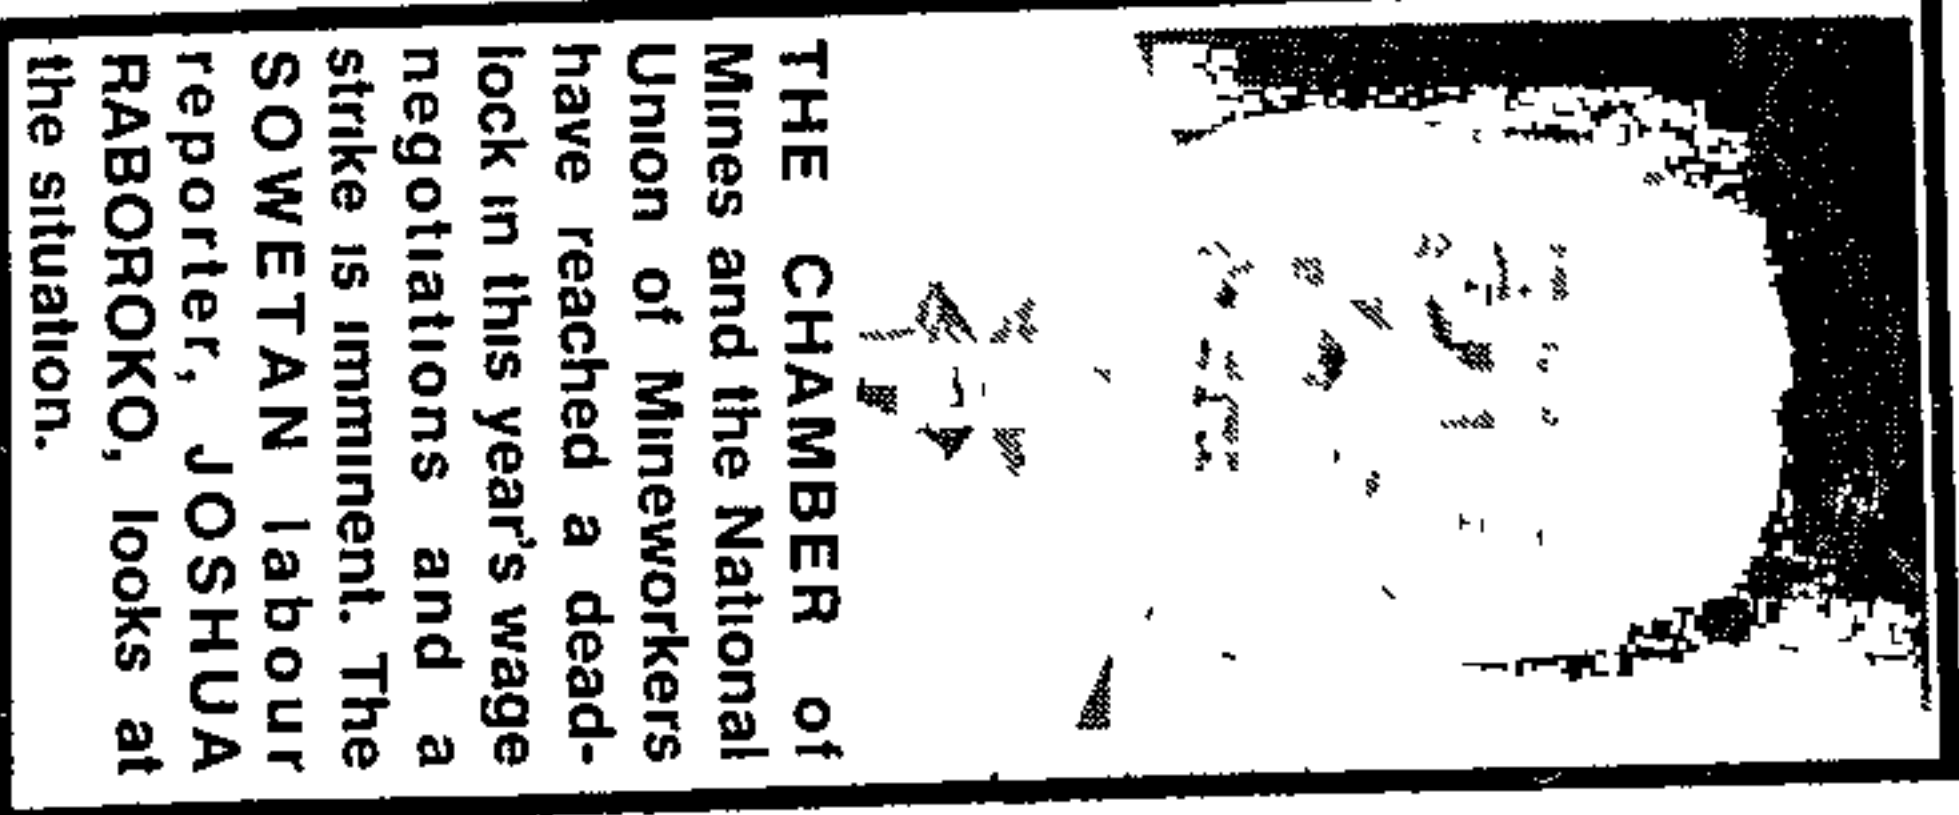 THE CHAMBER of
Mines and the National
Union of Mineworkers
have reached a dead-
lock in this year's wage
negotiations and a
strike is imminent. The
SOWETAN labour
reporter, JOSHUA
RABOROKO, looks at
the situation.